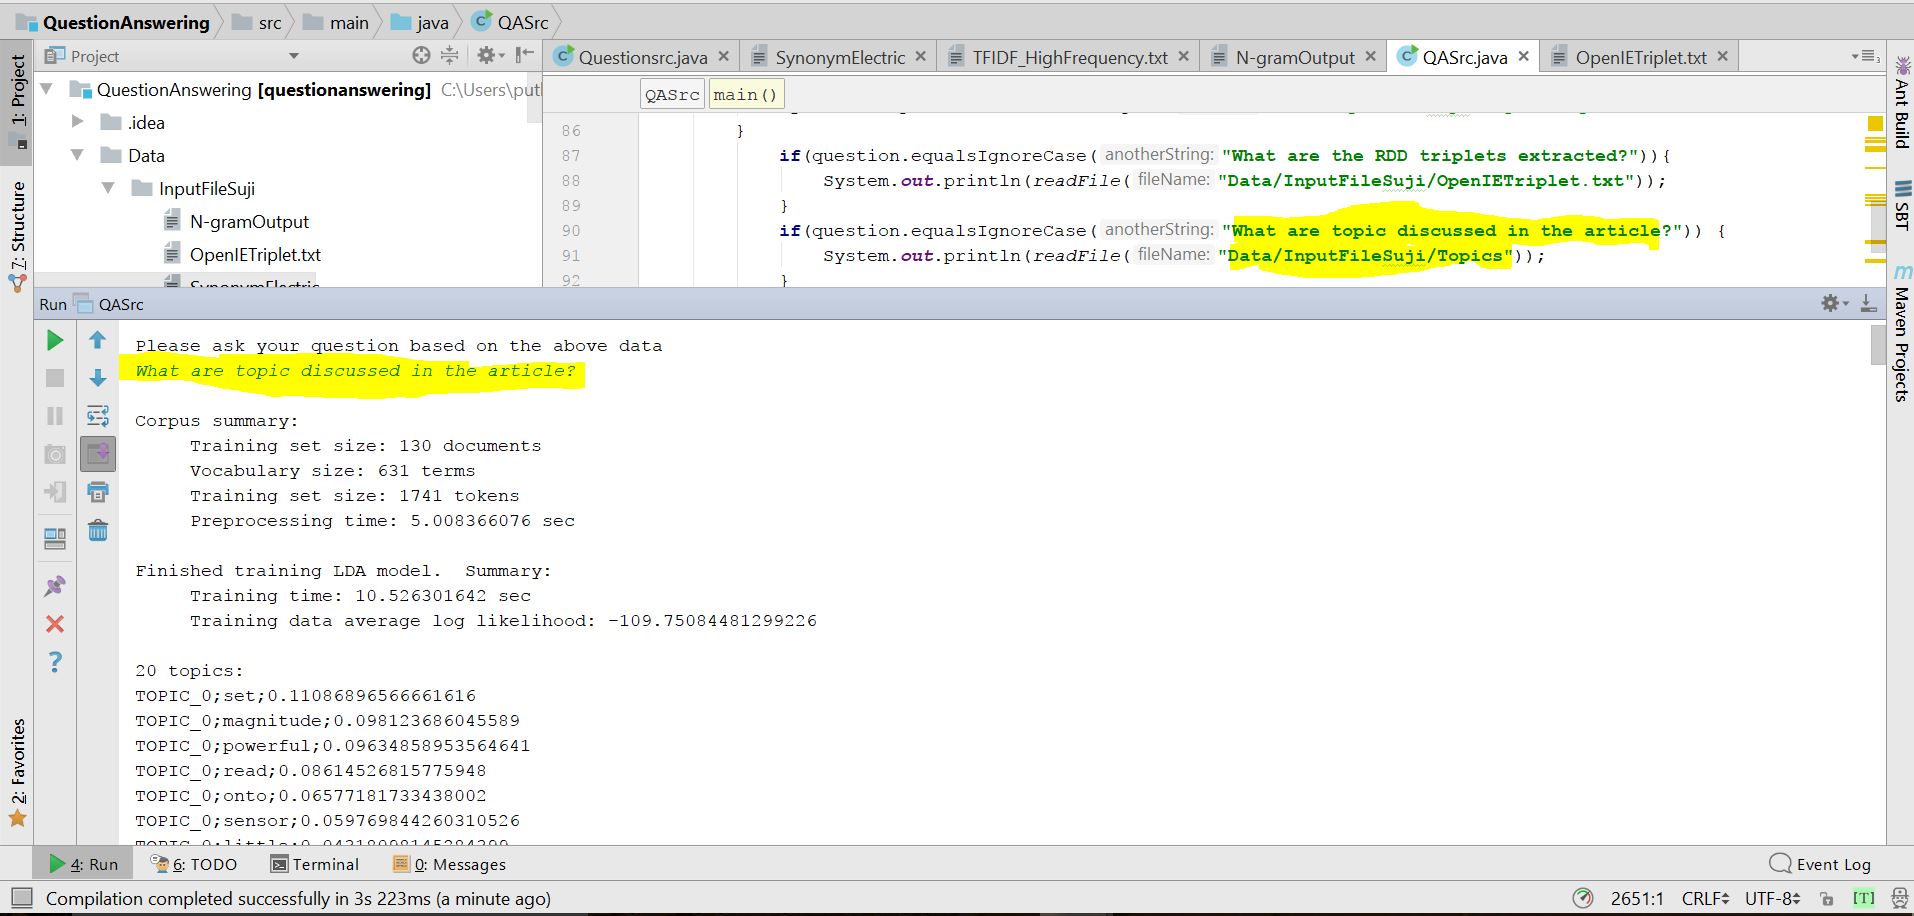 QuestionAnswering src main java QASrc
1: Project
7: Structure
2: Favorites
Project
QuestionAnswering [questionanswering] C:\Users\put
.idea
Data
InputFileSuji
N-gramOutput
OpenIETriplet.txt
SynonymElectric
Questionsrc.java SynonymElectric TFIDF_HighFrequency.txt N-gramOutput QASrc.java OpenIETriplet.txt
QASrc main()
86 }
87 if(question.equalsIgnoreCase( anotherString: "What are the RDD triplets extracted?")){
88 System.out.println(readFile( fileName: "Data/InputFileSuji/OpenIETriplet.txt"));
89 }
90 if(question.equalsIgnoreCase( anotherString: "What are topic discussed in the article?")) {
91 System.out.println(readFile( fileName: "Data/InputFileSuji/Topics"));
92 }
Ant Build
SBT
Maven Projects
Run QASrc
Please ask your question based on the above data
What are topic discussed in the article?
Corpus summary:
Training set size: 130 documents
Vocabulary size: 631 terms
Training set size: 1741 tokens
Preprocessing time: 5.008366076 sec
Finished training LDA model.  Summary:
Training time: 10.526301642 sec
Training data average log likelihood: -109.75084481299226
20 topics:
TOPIC_0;set;0.11086896566661616
TOPIC_0;magnitude;0.098123686045589
TOPIC_0;powerful;0.09634858953564641
TOPIC_0;read;0.08614526815775948
TOPIC_0;onto;0.06577181733438002
TOPIC_0;sensor;0.059769844260310526
4: Run 6: TODO Terminal 0: Messages Event Log
Compilation completed successfully in 3s 223ms (a minute ago) 2651:1 CRLF UTF-8 [T]